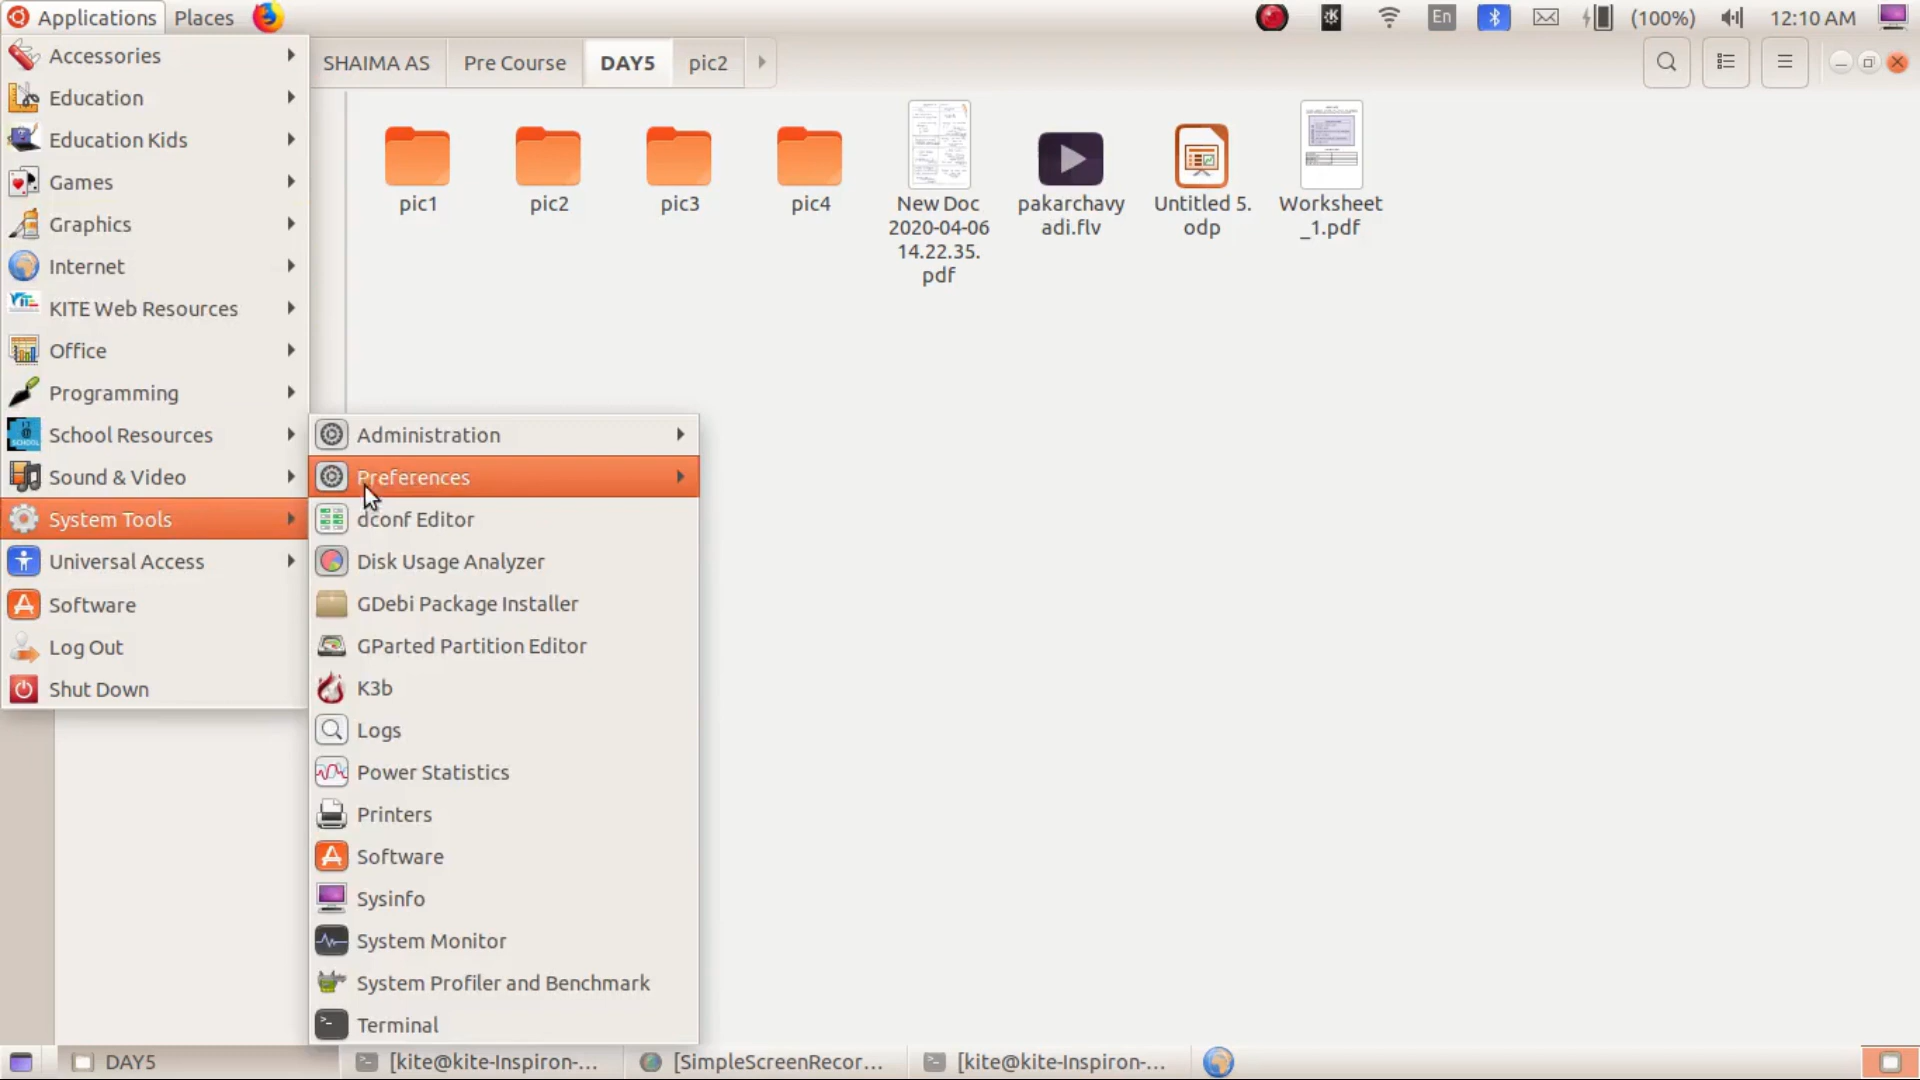 Applications Places En (100%) 12:10 AM
SHAIMA AS Pre Course DAY5 pic2
Accessories
Education
Education Kids
Games
Graphics
Internet
KITE Web Resources
Office
Programming
School Resources
Sound & Video
System Tools
Universal Access
Software
Log Out
Shut Down
Administration
Preferences
dconf Editor
Disk Usage Analyzer
GDebi Package Installer
GParted Partition Editor
K3b
Logs
Power Statistics
Printers
Software
Sysinfo
System Monitor
System Profiler and Benchmark
Terminal
pic1
pic2
pic3
pic4
New Doc
2020-04-06
14.22.35.
pdf
pakarchavy
adi.flv
Untitled 5.
odp
Worksheet
_1.pdf
DAY5 [kite@kite-Inspiron-... [SimpleScreenRecor... [kite@kite-Inspiron-...